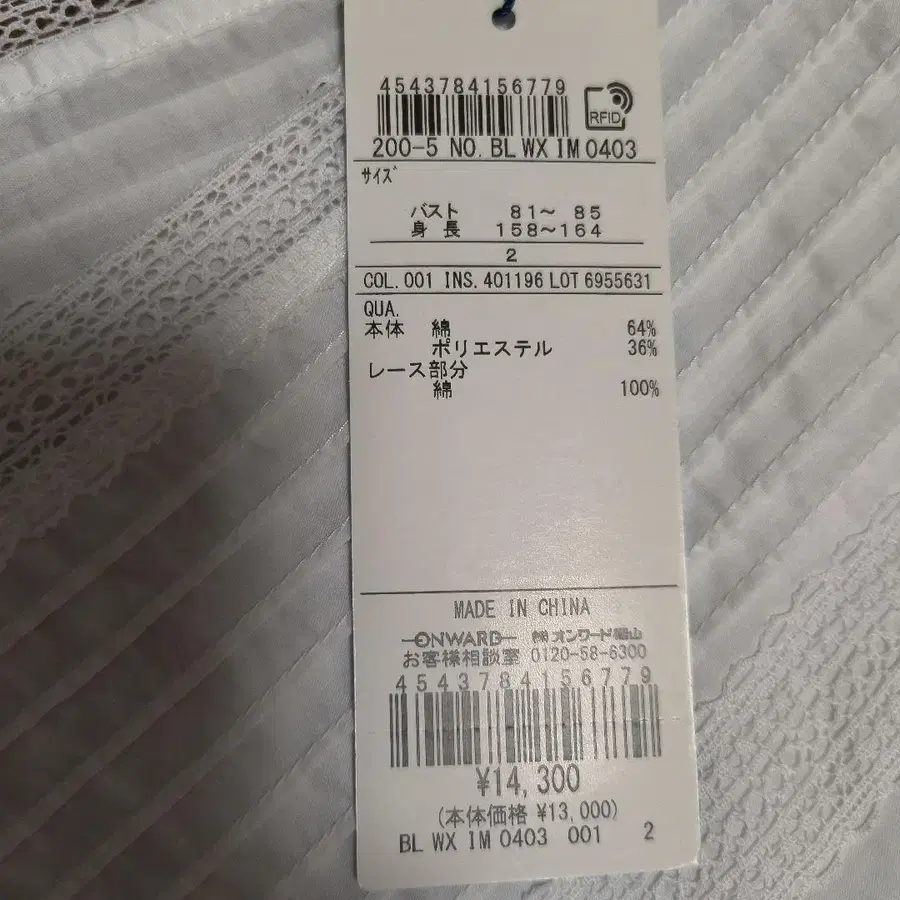 4543784156779
RFID
200-5 NO. BL WX IM 0403
サイズ
バスト 81～ 85
身 長 158～164
2
COL. 001 INS. 401196 LOT 6955631
QUA.
本体 綿 64%
ポリエステル 36%
レース部分
綿 100%
MADE IN CHINA
ONWARD ㈱オンワード樫山
お客様相談室 0120-58-6300
4543784156779
¥14,300
(本体価格 ¥13,000)
BL WX IM 0403 001 2